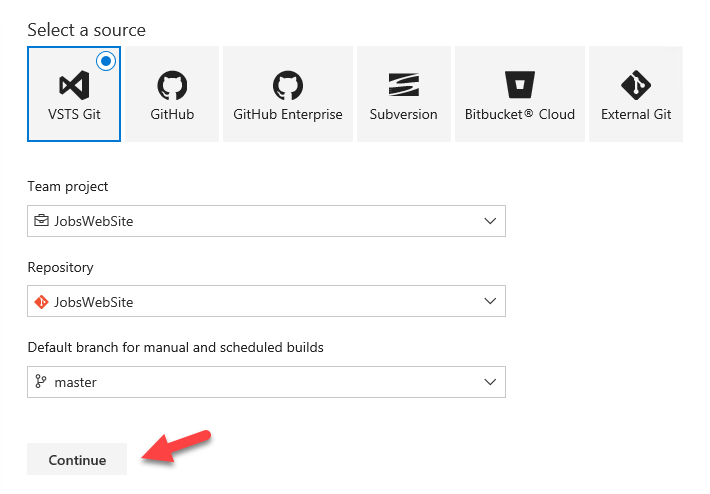 Select a source
VSTS Git
GitHub
GitHub Enterprise
Subversion
Bitbucket® Cloud
External Git
Team project
JobsWebSite
Repository
JobsWebSite
Default branch for manual and scheduled builds
master
Continue